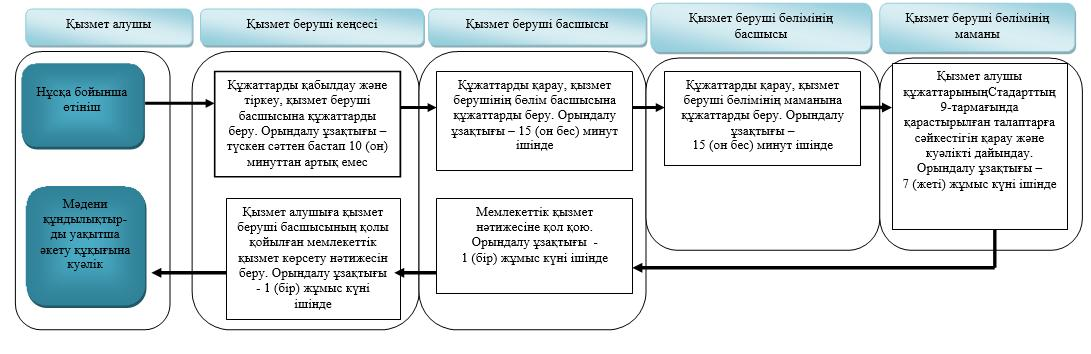 Қызмет алушы
Қызмет беруші кеңсесі
Қызмет беруші басшысы
Қызмет беруші бөлімінің
басшысы
Қызмет беруші бөлімінің
маманы
Нұсқа бойынша
өтініш
Құжаттарды қабылдау және
тіркеу, қызмет беруші
басшысына құжаттарды
беру. Орындалу ұзақтығы –
түскен сәттен бастап 10 (он)
минуттан артық емес
Құжаттарды қарау, қызмет
берушінің бөлім басшысына
құжаттарды беру. Орындалу
ұзақтығы – 15 (он бес) минут
ішінде
Құжаттарды қарау, қызмет
беруші бөлімінің маманына
құжаттарды беру. Орындалу
ұзақтығы –
15 (он бес) минут ішінде
Қызмет алушы
құжаттарыныңСтадарттың
9-тармағында
қарастырылған талаптарға
сәйкестігін қарау және
куәлікті дайындау.
Орындалу ұзақтығы –
7 (жеті) жұмыс күні ішінде
Мәдени
құндылықтыр-
ды уақытша
әкету құқығына
куәлік
Қызмет алушыға қызмет
беруші басшысының қолы
қойылған мемлекеттік
қызмет көрсету нәтижесін
беру. Орындалу ұзақтығы
- 1 (бір) жұмыс күні
ішінде
Мемлекеттік қызмет
нәтижесіне қол қою.
Орындалу ұзақтығы -
1 (бір) жұмыс күні ішінде